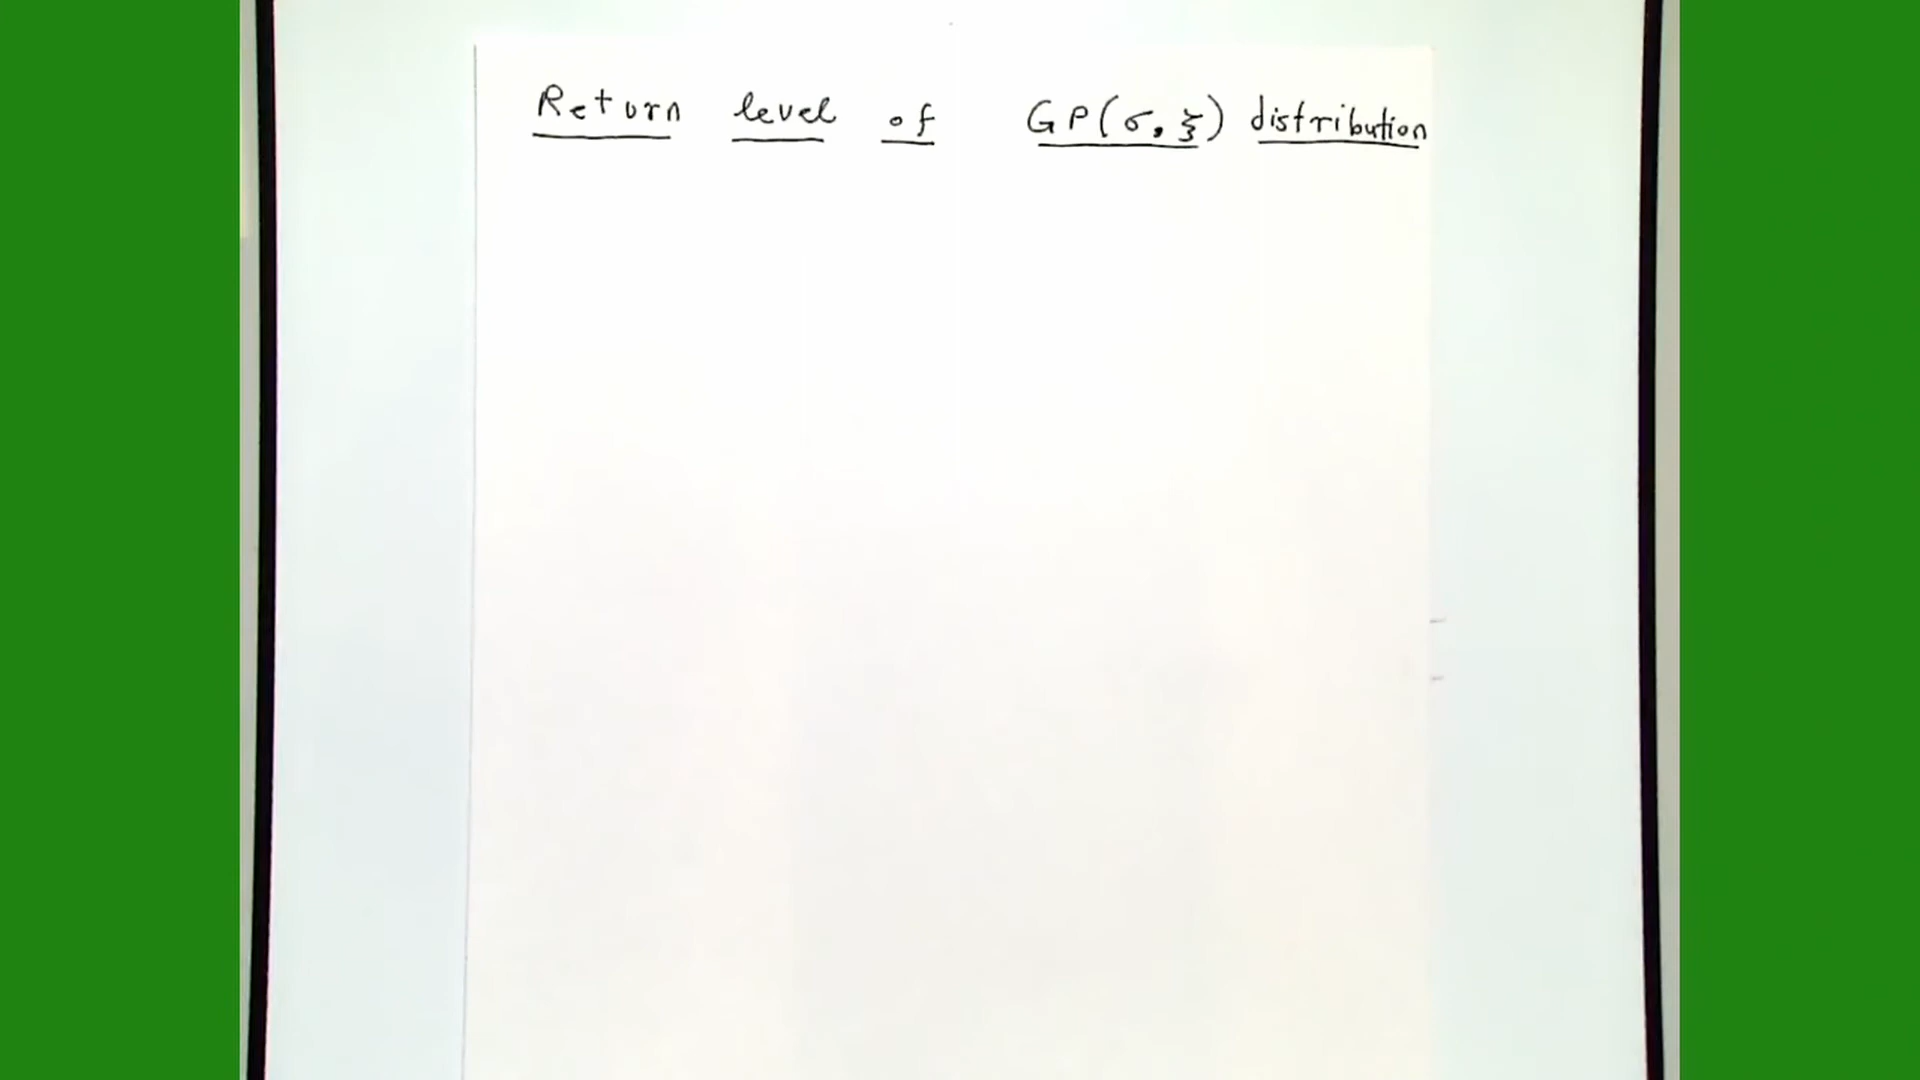 Return level of GP(σ, ξ) distribution